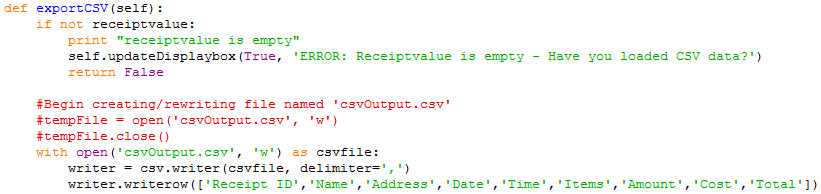 def exportCSV(self):
    if not receiptvalue:
        print "receiptvalue is empty"
        self.updateDisplaybox(True, 'ERROR: Receiptvalue is empty - Have you loaded CSV data?')
        return False

    #Begin creating/rewriting file named 'csvOutput.csv'
    #tempFile = open('csvOutput.csv', 'w')
    #tempFile.close()
    with open('csvOutput.csv', 'w') as csvfile:
        writer = csv.writer(csvfile, delimiter=',')
        writer.writerow(['Receipt ID','Name','Address','Date','Time','Items','Amount','Cost','Total'])